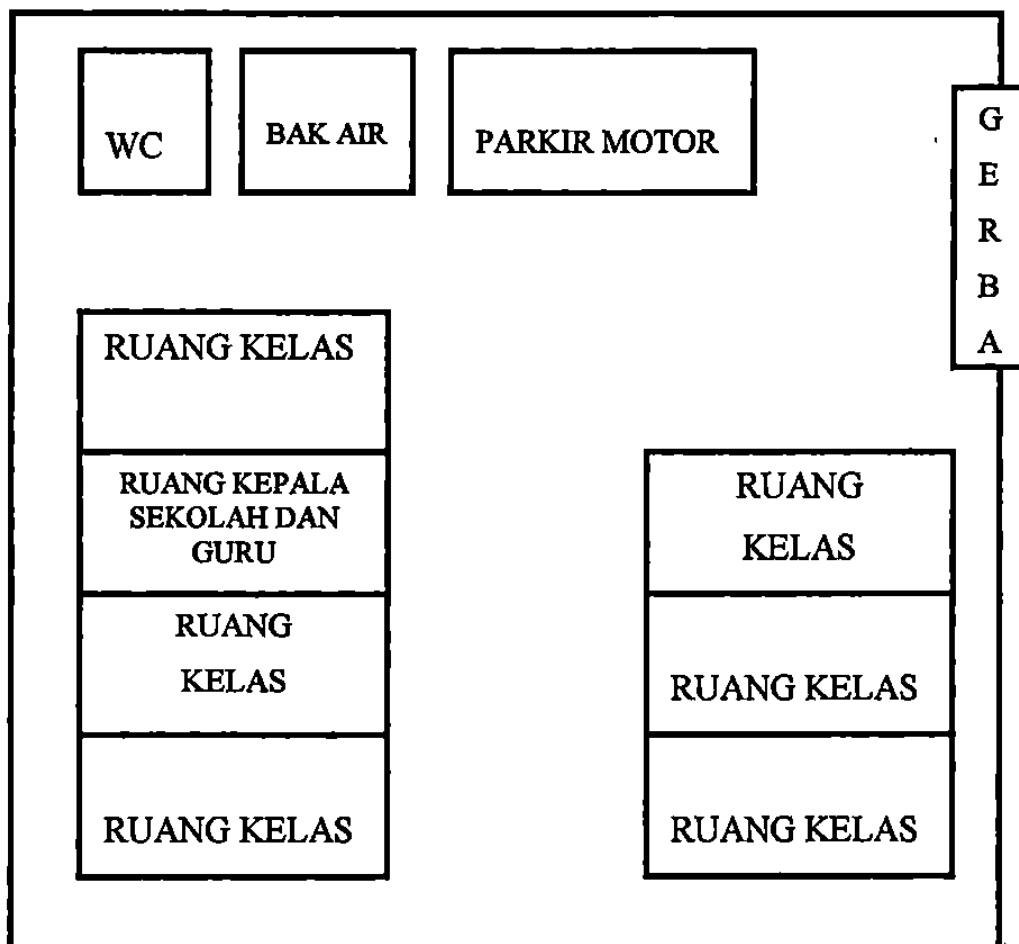 WC
BAK AIR
PARKIR MOTOR
G
E
R
B
A
RUANG KELAS
RUANG KEPALA
SEKOLAH DAN
GURU
RUANG
KELAS
RUANG KELAS
RUANG
KELAS
RUANG KELAS
RUANG KELAS